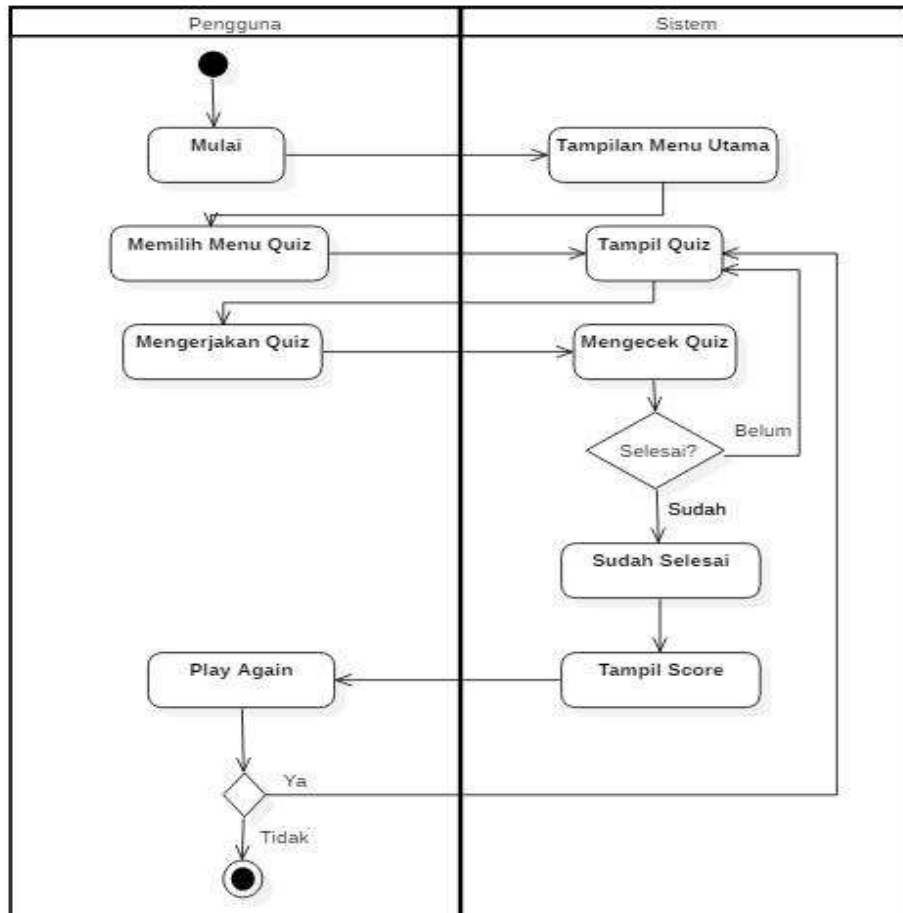 Pengguna
Sistem
Mulai
Tampilan Menu Utama
Memilih Menu Quiz
Tampil Quiz
Mengerjakan Quiz
Mengecek Quiz
Selesai?
Belum
Sudah
Sudah Selesai
Play Again
Tampil Score
Ya
Tidak